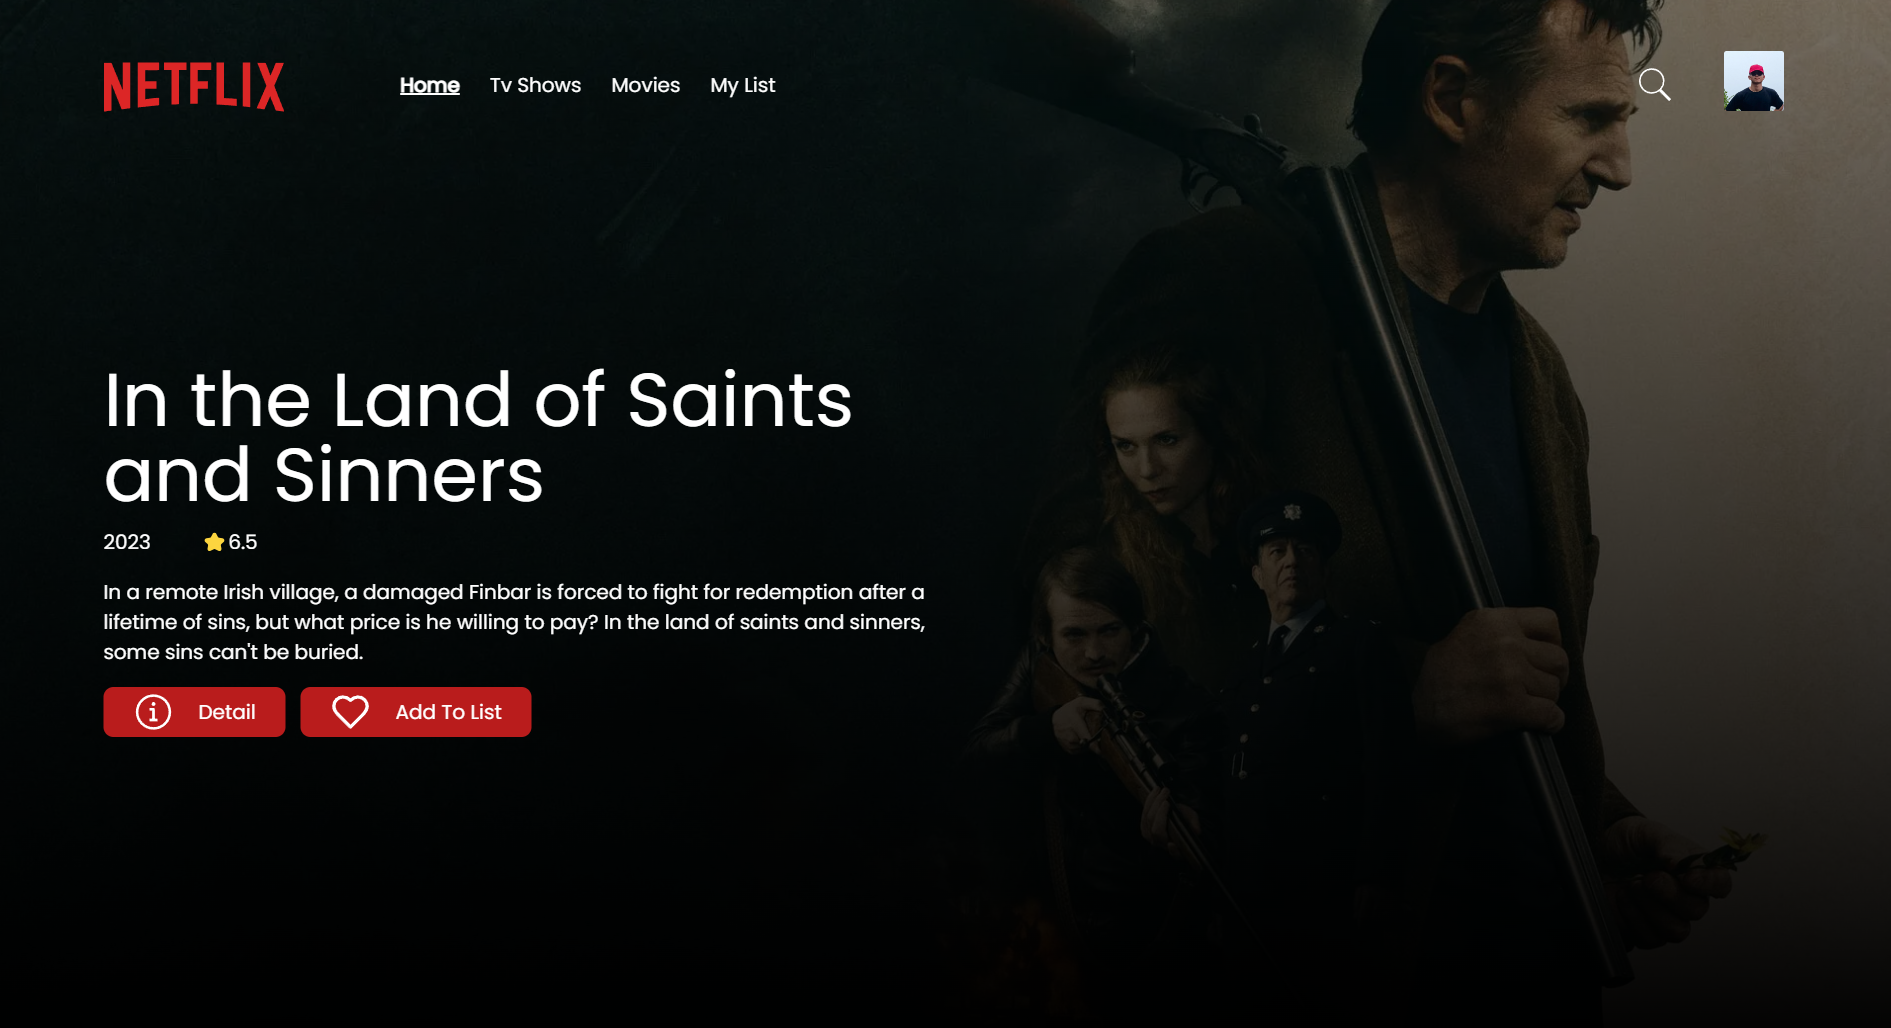 NETFLIX
Home Tv Shows Movies My List
In the Land of Saints
and Sinners
2023 6.5
In a remote Irish village, a damaged Finbar is forced to fight for redemption after a
lifetime of sins, but what price is he willing to pay? In the land of saints and sinners,
some sins can't be buried.
Detail Add To List